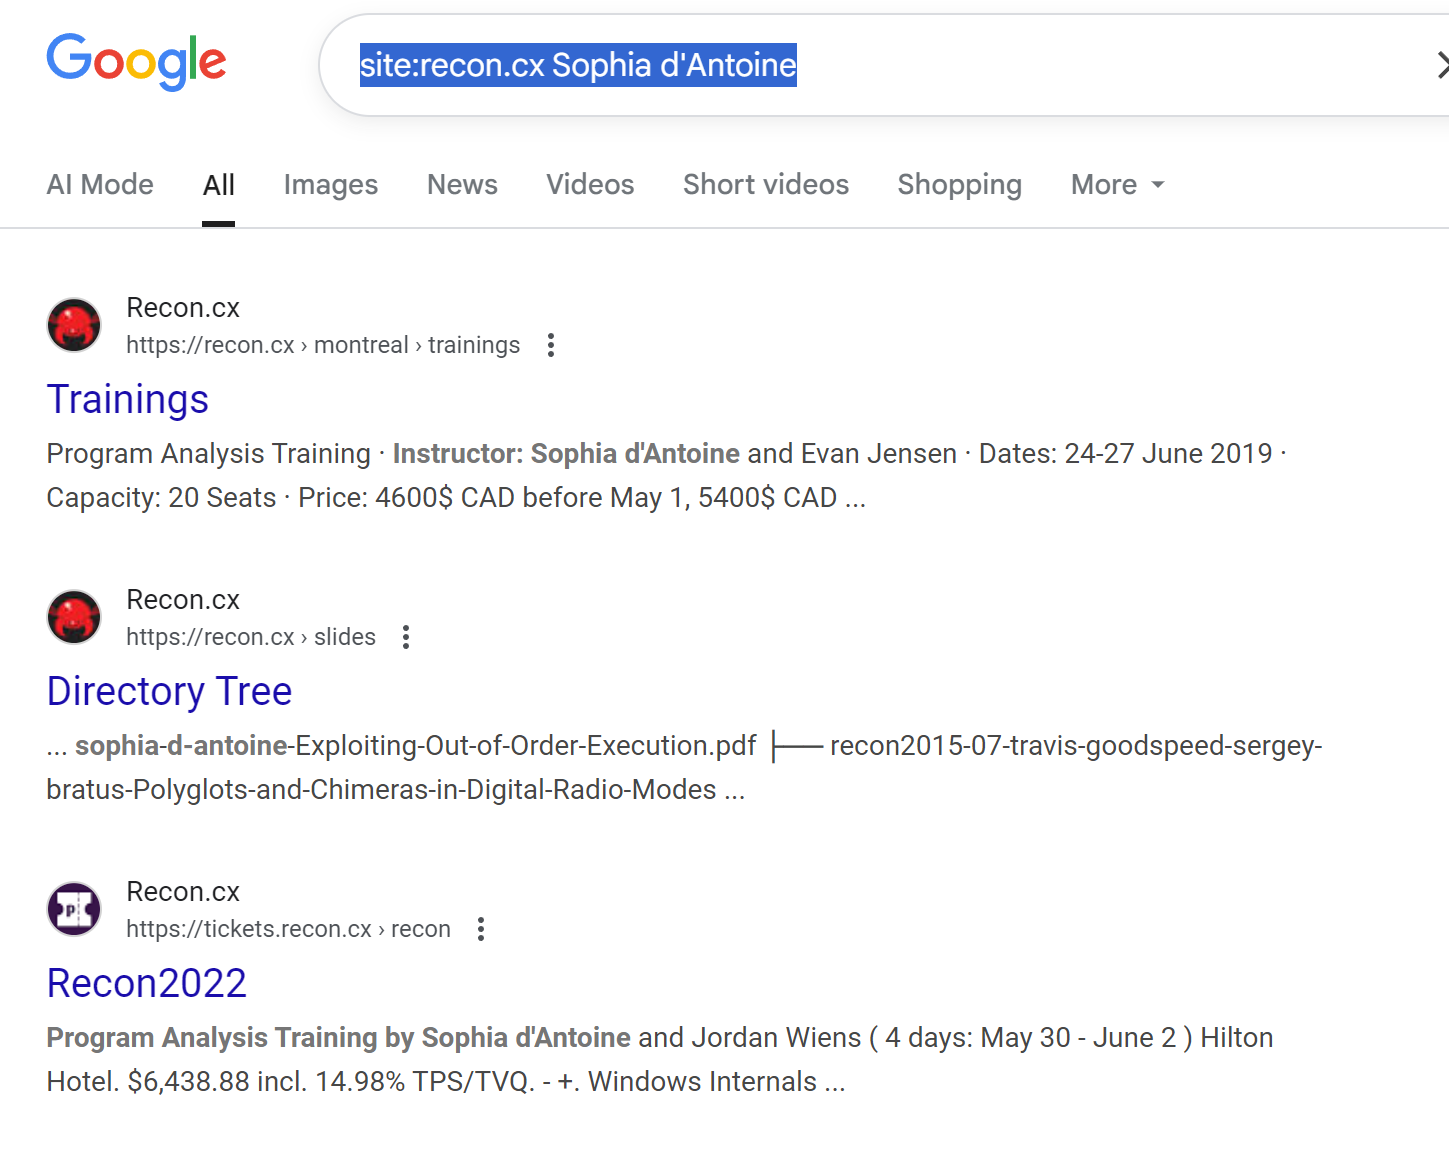 Google
site:recon.cx Sophia d'Antoine
AI Mode All Images News Videos Short videos Shopping More
Recon.cx
https://recon.cx › montreal › trainings
Trainings
Program Analysis Training · Instructor: Sophia d'Antoine and Evan Jensen · Dates: 24-27 June 2019 ·
Capacity: 20 Seats · Price: 4600$ CAD before May 1, 5400$ CAD ...
Recon.cx
https://recon.cx › slides
Directory Tree
... sophia-d-antoine-Exploiting-Out-of-Order-Execution.pdf ├── recon2015-07-travis-goodspeed-sergey-
bratus-Polyglots-and-Chimeras-in-Digital-Radio-Modes ...
p
Recon.cx
https://tickets.recon.cx › recon
Recon2022
Program Analysis Training by Sophia d'Antoine and Jordan Wiens ( 4 days: May 30 - June 2 ) Hilton
Hotel. $6,438.88 incl. 14.98% TPS/TVQ. - +. Windows Internals ...